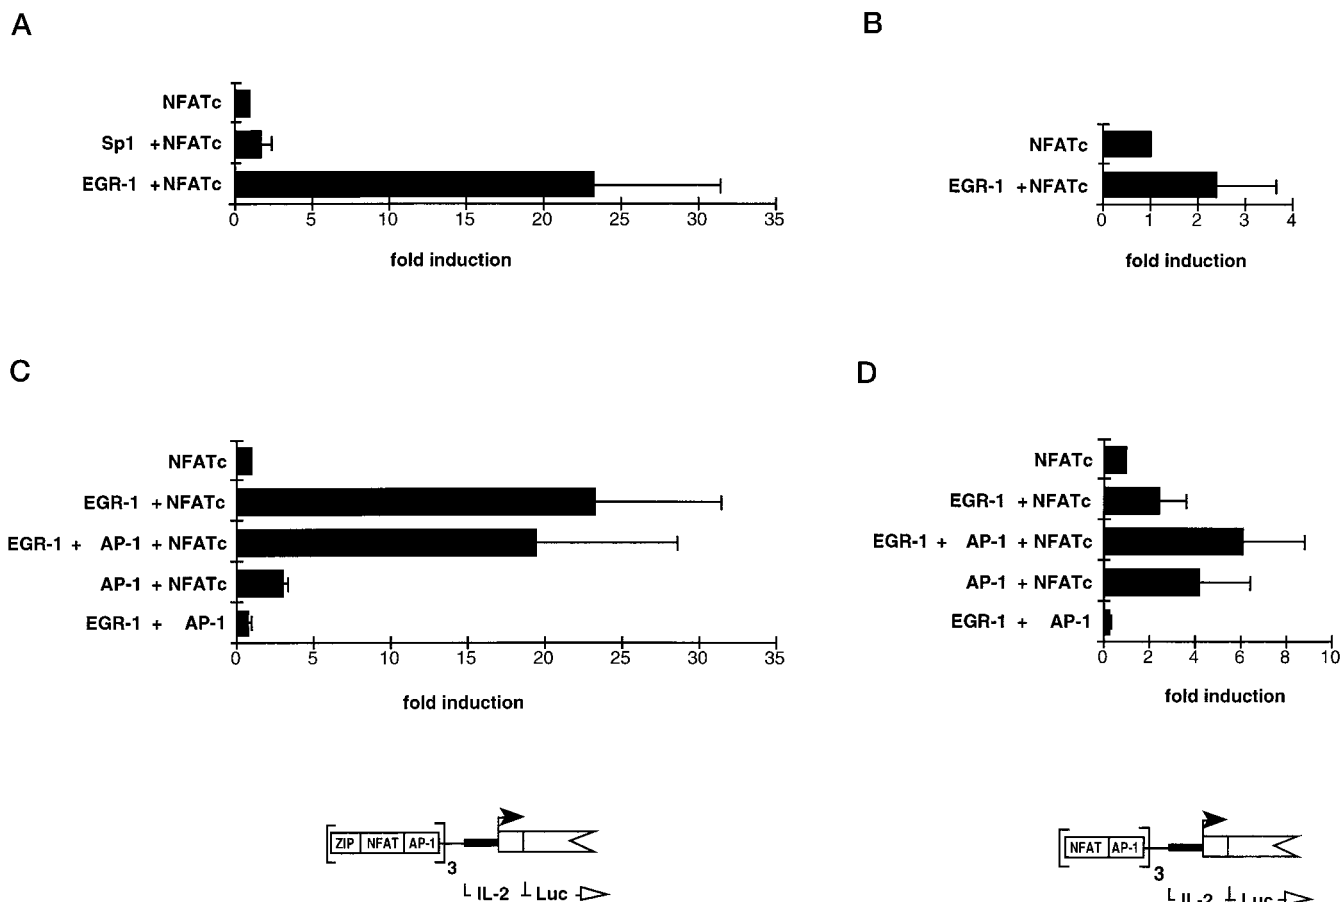 A
NFATc
Sp1 +NFATc
EGR-1 +NFATc
0 5 10 15 20 25 30 35
fold induction
B
NFATc
EGR-1 +NFATc
0 1 2 3 4
fold induction
C
NFATc
EGR-1 +NFATc
EGR-1 + AP-1 + NFATc
AP-1 + NFATc
EGR-1 + AP-1
0 5 10 15 20 25 30 35
fold induction
ZIP NFAT AP-1
3
IL-2 Luc
D
NFATc
EGR-1 + NFATc
EGR-1 + AP-1 + NFATc
AP-1 + NFATc
EGR-1 + AP-1
0 2 4 6 8 10
fold induction
NFAT AP-1
3
IL-2 Luc